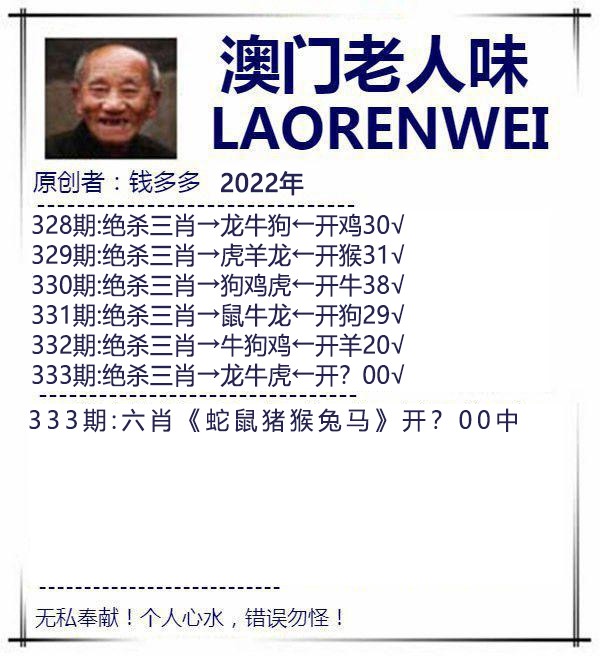 澳门老人味
LAORENWEI
原创者：钱多多 2022年
328期:绝杀三肖→龙牛狗←开鸡30√
329期:绝杀三肖→虎羊龙←开猴31√
330期:绝杀三肖→狗鸡虎←开牛38√
331期:绝杀三肖→鼠牛龙←开狗29√
332期:绝杀三肖→牛狗鸡←开羊20√
333期:绝杀三肖→龙牛虎←开？00√
333期:六肖《蛇鼠猪猴兔马》开？00中
无私奉献！个人心水，错误勿怪！